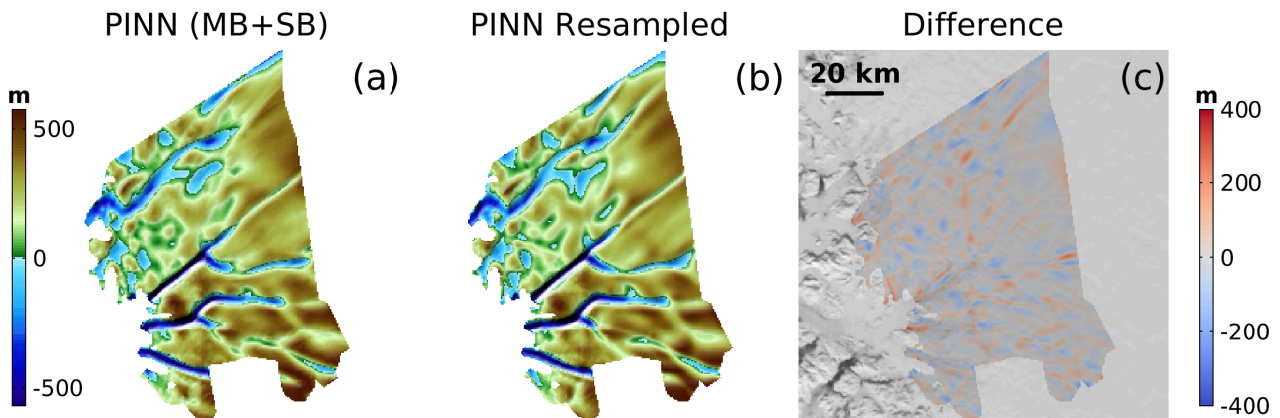 PINN (MB+SB)
PINN Resampled
Difference
(a)
(b)
(c)
20 km
m
500
0
-500
m
400
200
0
-200
-400